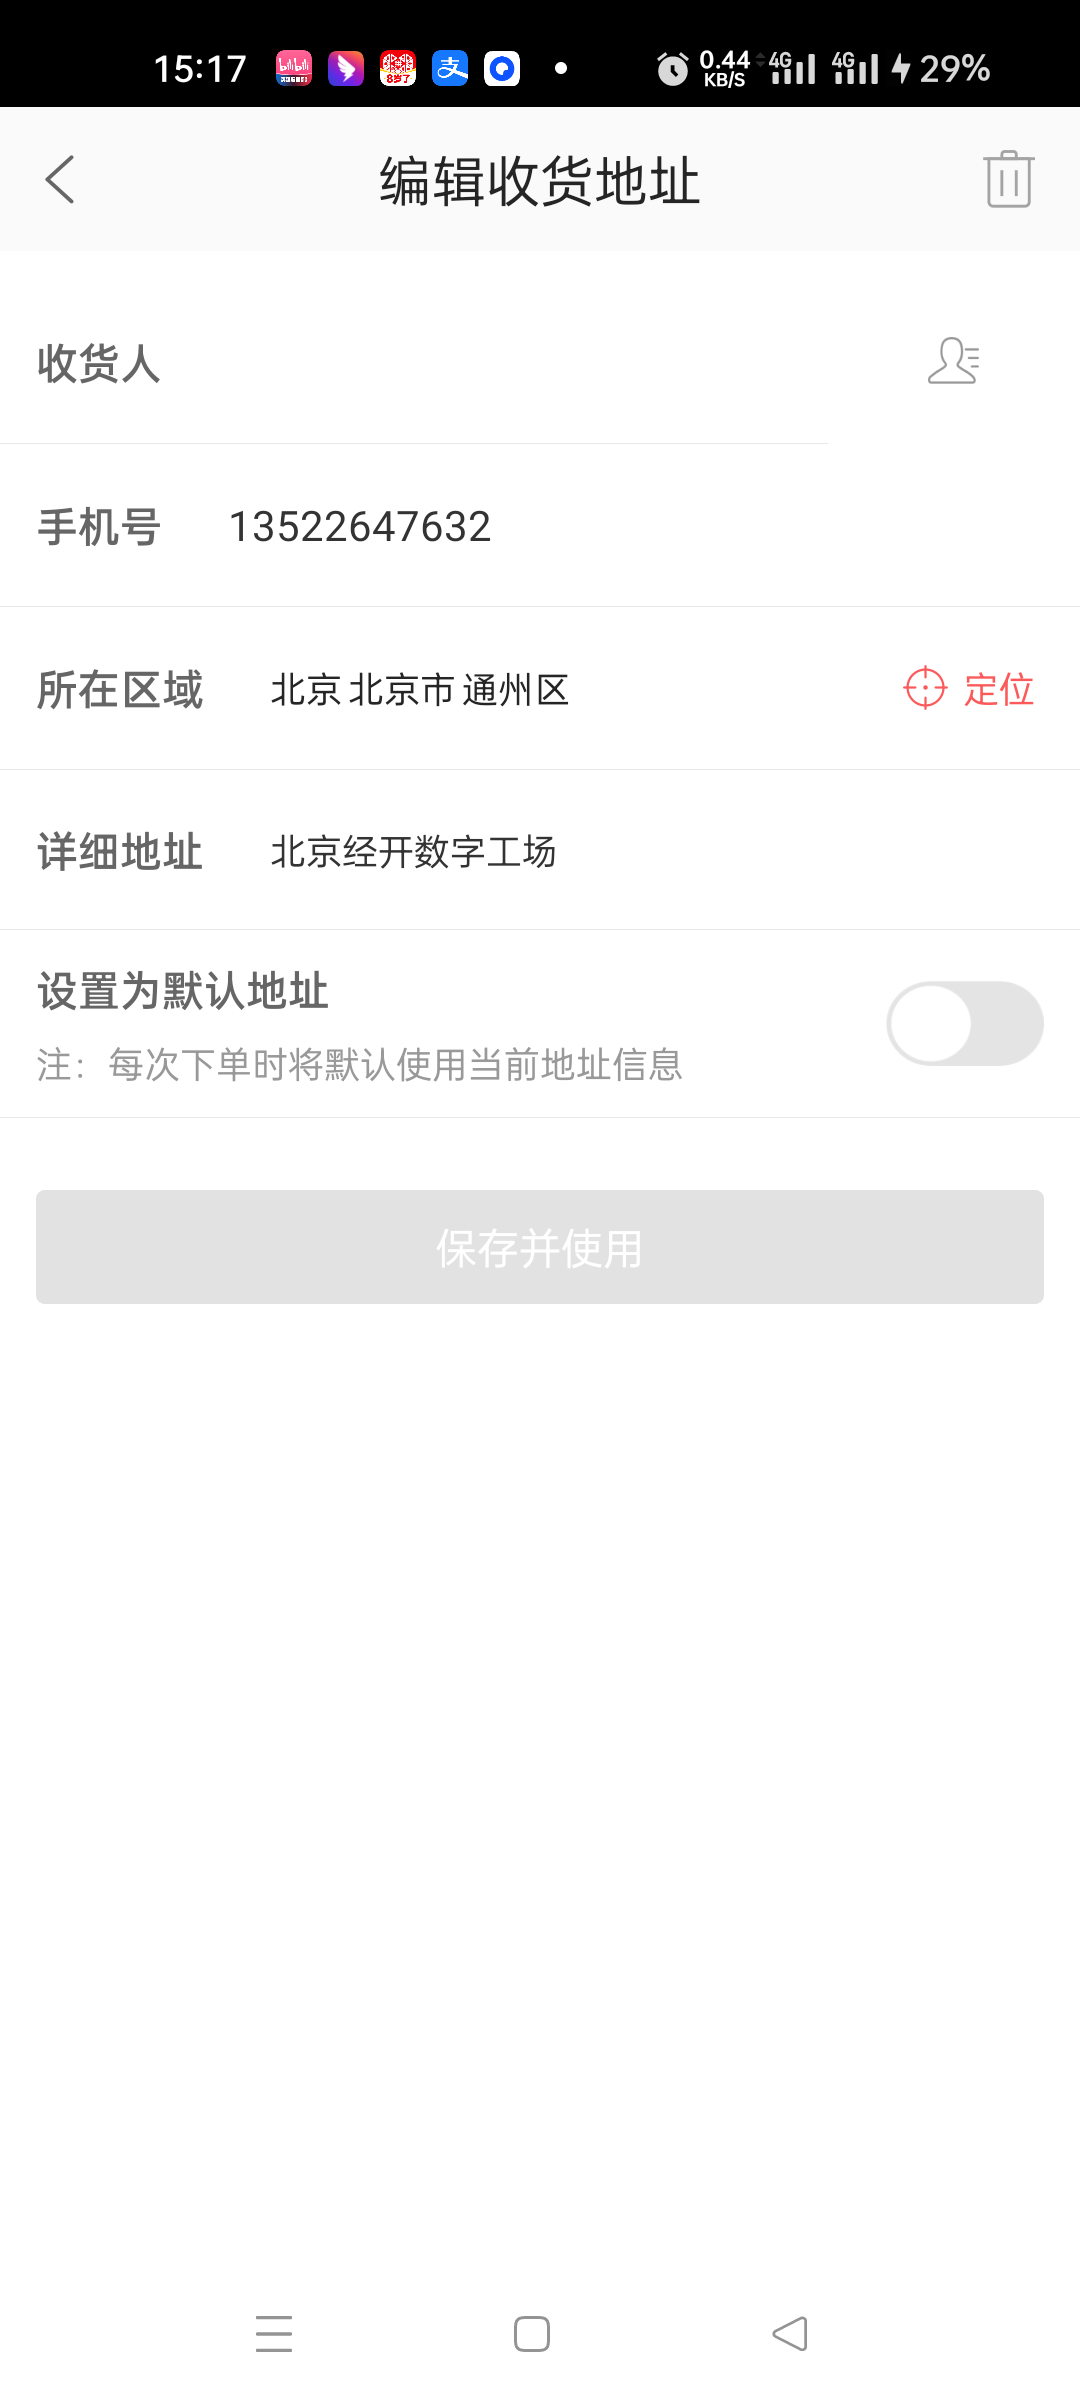 15:17 0.44 KB/S 4G 4G 29%
编辑收货地址
收货人
手机号 13522647632
所在区域 北京 北京市 通州区 定位
详细地址 北京经开数字工场
设置为默认地址
注：每次下单时将默认使用当前地址信息
保存并使用